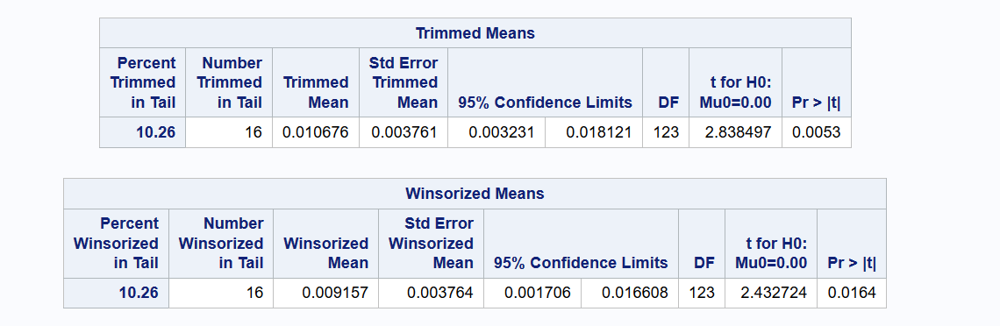 Trimmed Means
Percent Trimmed in Tail Number Trimmed in Tail Trimmed Mean Std Error Trimmed Mean 95% Confidence Limits DF t for H0: Mu0=0.00 Pr > |t|
10.26 16 0.010676 0.003761 0.003231 0.018121 123 2.838497 0.0053
Winsorized Means
Percent Winsorized in Tail Number Winsorized in Tail Winsorized Mean Std Error Winsorized Mean 95% Confidence Limits DF t for H0: Mu0=0.00 Pr > |t|
10.26 16 0.009157 0.003764 0.001706 0.016608 123 2.432724 0.0164